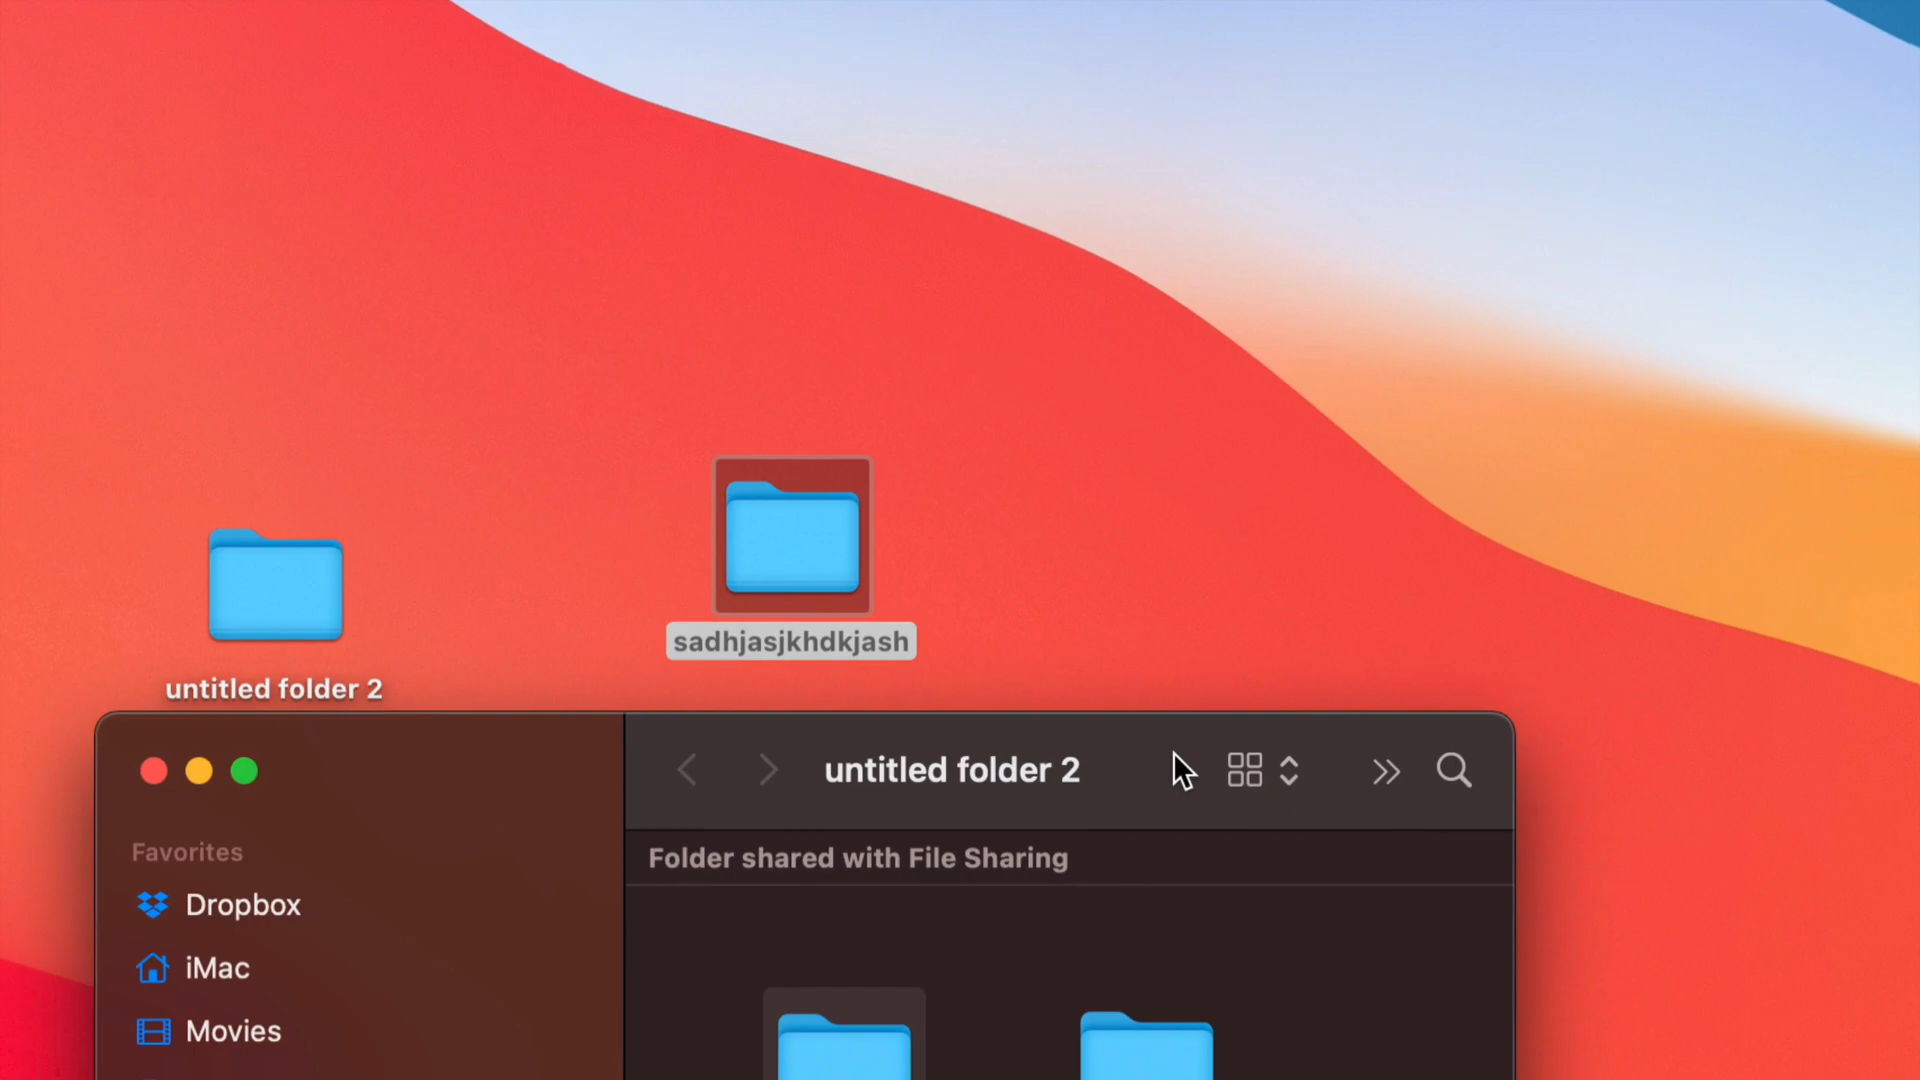 sadhjasjkhdkjash
untitled folder 2
untitled folder 2
Folder shared with File Sharing
Favorites
Dropbox
iMac
Movies